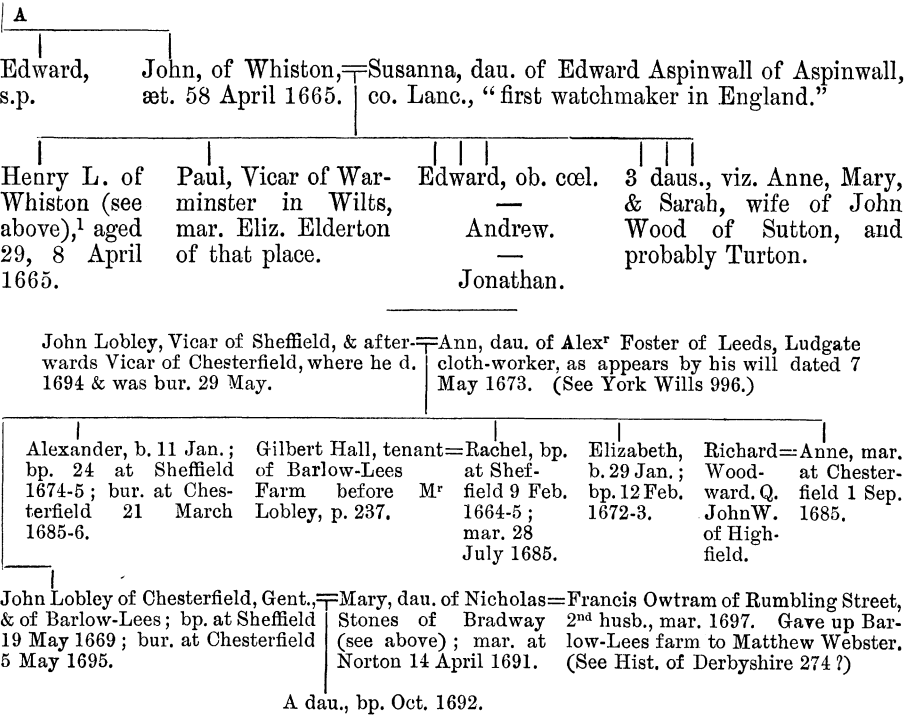 A
Edward,
s.p.
John, of Whiston,
æt. 58 April 1665.
Susanna, dau. of Edward Aspinwall of Aspinwall,
co. Lanc., “first watchmaker in England.”
Henry L. of
Whiston (see
above),¹ aged
29, 8 April
1665.
Paul, Vicar of War-
minster in Wilts,
mar. Eliz. Elderton
of that place.
Edward, ob. cœl.
—
Andrew.
—
Jonathan.
3 daus., viz. Anne, Mary,
& Sarah, wife of John
Wood of Sutton, and
probably Turton.
John Lobley, Vicar of Sheffield, & after-
wards Vicar of Chesterfield, where he d.
1694 & was bur. 29 May.
=Ann, dau. of Alexʳ Foster of Leeds, Ludgate
cloth-worker, as appears by his will dated 7
May 1673. (See York Wills 996.)
Alexander, b. 11 Jan.;
bp. 24 at Sheffield
1674-5; bur. at Ches-
terfield 21 March
1685-6.
Gilbert Hall, tenant
of Barlow-Lees
Farm before Mʳ
Lobley, p. 237.
=Rachel, bp.
at Shef-
field 9 Feb.
1664-5;
mar. 28
July 1685.
Elizabeth,
b. 29 Jan.;
bp. 12 Feb.
1672-3.
Richard
Wood-
ward. Q.
John W.
of High-
field.
=Anne, mar.
at Chester-
field 1 Sep.
1685.
John Lobley of Chesterfield, Gent.,
& of Barlow-Lees; bp. at Sheffield
19 May 1669; bur. at Chesterfield
5 May 1695.
=Mary, dau. of Nicholas
Stones of Bradway
(see above); mar. at
Norton 14 April 1691.
=Francis Owtram of Rumbling Street,
2ⁿᵈ husb., mar. 1697. Gave up Bar-
low-Lees farm to Matthew Webster.
(See Hist. of Derbyshire 274?)
A dau., bp. Oct. 1692.